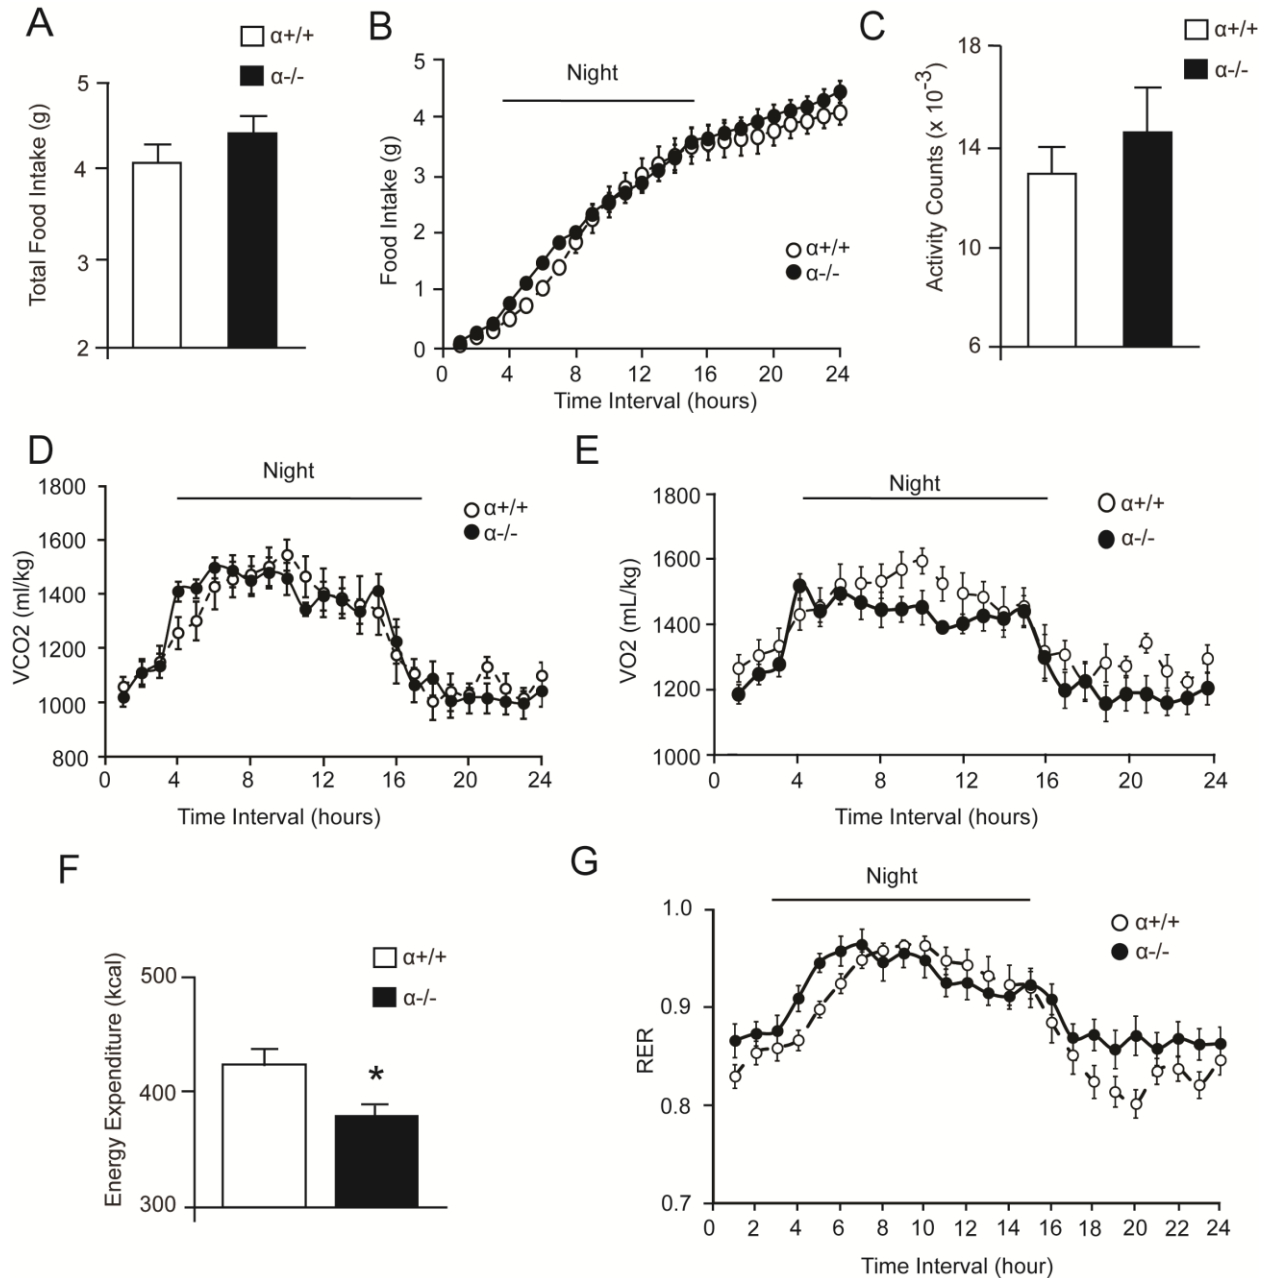 A
α+/+
α-/-
Total Food Intake (g)
5
4
3
2
B
Night
Food Intake (g)
5
4
3
2
1
0
α+/+
α-/-
0 4 8 12 16 20 24
Time Interval (hours)
C
α+/+
α-/-
Activity Counts (x 10-3)
18
14
10
6
D
Night
α+/+
α-/-
VCO2 (ml/kg)
1800
1600
1400
1200
1000
800
0 4 8 12 16 20 24
Time Interval (hours)
E
Night
α+/+
α-/-
VO2 (mL/kg)
1800
1600
1400
1200
1000
0 4 8 12 16 20 24
Time Interval (hours)
F
α+/+
α-/-
Energy Expenditure (kcal)
500
400
300
*
G
Night
α+/+
α-/-
RER
1.0
0.9
0.8
0.7
0 2 4 6 8 10 12 14 16 18 20 22 24
Time Interval (hour)